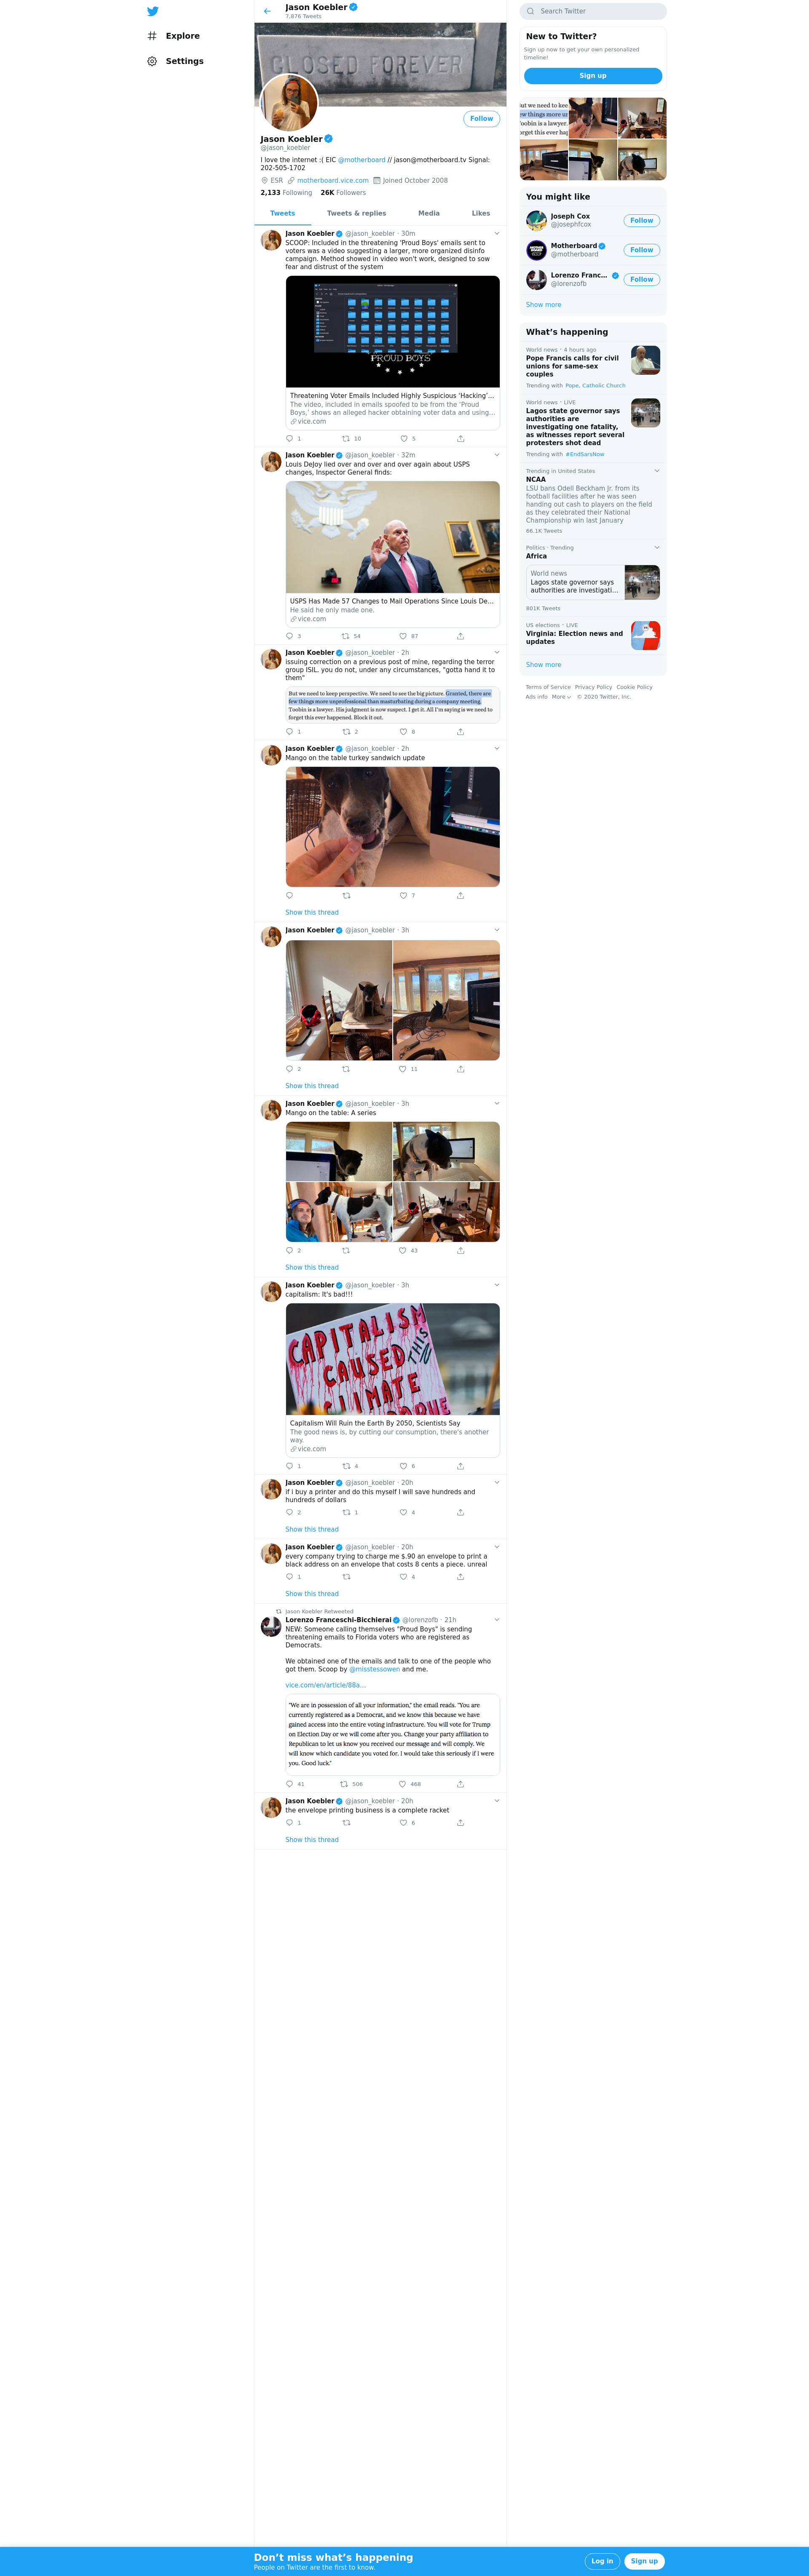 Explore
Settings
Jason Koebler
7,876 Tweets
CLOSED FOREVER
Follow
Jason Koebler
@jason_koebler
I love the internet :( EIC @motherboard // jason@motherboard.tv Signal:
202-505-1702
ESR motherboard.vice.com Joined October 2008
2,133 Following 26K Followers
Tweets Tweets & replies Media Likes
Jason Koebler @jason_koebler · 30m
SCOOP: Included in the threatening 'Proud Boys' emails sent to
voters was a video suggesting a larger, more organized disinfo
campaign. Method showed in video won't work, designed to sow
fear and distrust of the system
PROUD BOYS
Threatening Voter Emails Included Highly Suspicious 'Hacking'...
The video, included in emails spoofed to be from the 'Proud
Boys,' shows an alleged hacker obtaining voter data and using...
vice.com
1 10 5
Jason Koebler @jason_koebler · 32m
Louis DeJoy lied over and over and over again about USPS
changes, Inspector General finds:
USPS Has Made 57 Changes to Mail Operations Since Louis De...
He said he only made one.
vice.com
3 54 87
Jason Koebler @jason_koebler · 2h
issuing correction on a previous post of mine, regarding the terror
group ISIL. you do not, under any circumstances, "gotta hand it to
them"
But we need to keep perspective. We need to see the big picture. Granted, there are
few things more unprofessional than masturbating during a company meeting.
Toobin is a lawyer. His judgment is now suspect. I get it. All I'm saying is we need to
forget this ever happened. Block it out.
1 2 8
Jason Koebler @jason_koebler · 2h
Mango on the table turkey sandwich update
7
Show this thread
Jason Koebler @jason_koebler · 3h
2 11
Show this thread
Jason Koebler @jason_koebler · 3h
Mango on the table: A series
2 43
Show this thread
Jason Koebler @jason_koebler · 3h
capitalism: It's bad!!!
CAPITALISM
CAUSED THIS
CLIMATE
Capitalism Will Ruin the Earth By 2050, Scientists Say
The good news is, by cutting our consumption, there's another
way.
vice.com
1 4 6
Jason Koebler @jason_koebler · 20h
if i buy a printer and do this myself I will save hundreds and
hundreds of dollars
2 1 4
Show this thread
Jason Koebler @jason_koebler · 20h
every company trying to charge me $.90 an envelope to print a
black address on an envelope that costs 8 cents a piece. unreal
1 4
Show this thread
Jason Koebler Retweeted
Lorenzo Franceschi-Bicchierai @lorenzofb · 21h
NEW: Someone calling themselves "Proud Boys" is sending
threatening emails to Florida voters who are registered as
Democrats.
We obtained one of the emails and talk to one of the people who
got them. Scoop by @misstessowen and me.
vice.com/en/article/88a...
"We are in possession of all your information," the email reads. "You are
currently registered as a Democrat, and we know this because we have
gained access into the entire voting infrastructure. You will vote for Trump
on Election Day or we will come after you. Change your party affiliation to
Republican to let us know you received our message and will comply. We
will know which candidate you voted for. I would take this seriously if I were
you. Good luck."
41 506 468
Jason Koebler @jason_koebler · 20h
the envelope printing business is a complete racket
1 6
Show this thread
Search Twitter
New to Twitter?
Sign up now to get your own personalized
timeline!
Sign up
ut we need to kee
ew things more un
Toobin is a lawyer.
orget this ever hap
You might like
Joseph Cox
@josephfcox
Follow
Motherboard
@motherboard
Follow
Lorenzo Franc...
@lorenzofb
Follow
Show more
What's happening
World news · 4 hours ago
Pope Francis calls for civil
unions for same-sex
couples
Trending with Pope, Catholic Church
World news · LIVE
Lagos state governor says
authorities are
investigating one fatality,
as witnesses report several
protesters shot dead
Trending with #EndSarsNow
Trending in United States
NCAA
LSU bans Odell Beckham Jr. from its
football facilities after he was seen
handing out cash to players on the field
as they celebrated their National
Championship win last January
66.1K Tweets
Politics · Trending
Africa
World news
Lagos state governor says
authorities are investigati...
801K Tweets
US elections · LIVE
Virginia: Election news and
updates
Show more
Terms of Service Privacy Policy Cookie Policy
Ads info More © 2020 Twitter, Inc.
Don't miss what's happening
People on Twitter are the first to know.
Log in
Sign up